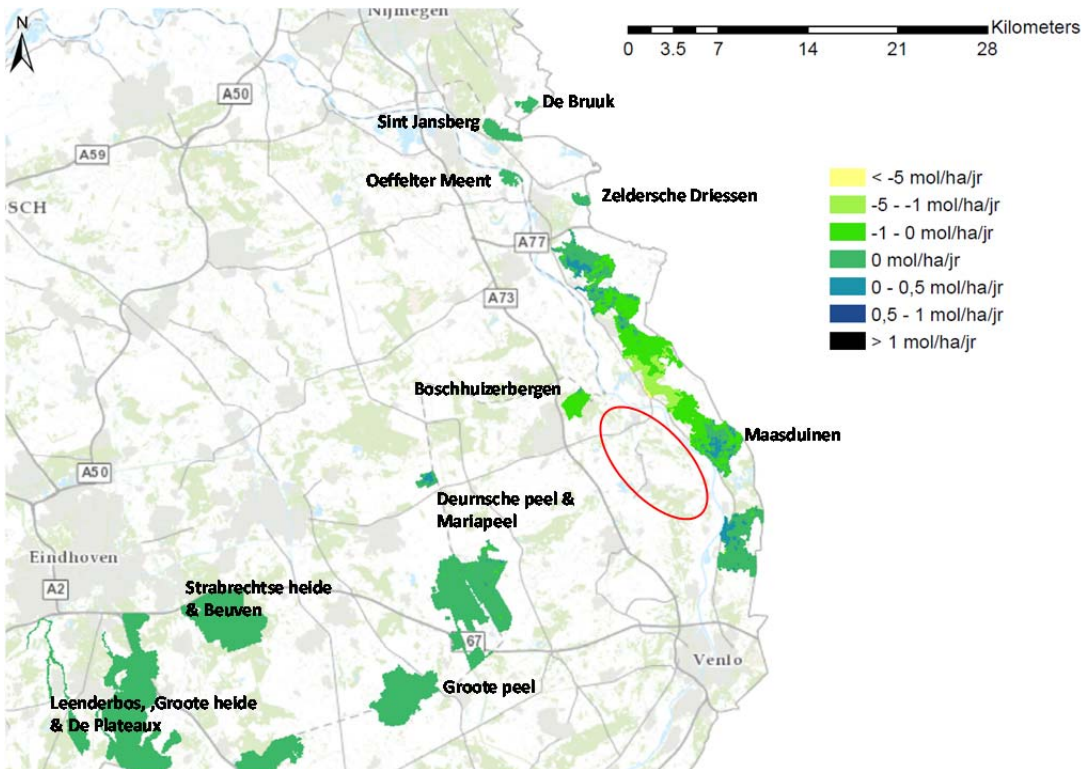 N
Nijmegen
Kilometers
0 3.5 7 14 21 28
A50
De Bruuk
Sint Jansberg
A59
Oeffelter Meent
Zeldersche Driessen
OSCH
A77
A73
< -5 mol/ha/jr
-5 - -1 mol/ha/jr
-1 - 0 mol/ha/jr
0 mol/ha/jr
0 - 0,5 mol/ha/jr
0,5 - 1 mol/ha/jr
> 1 mol/ha/jr
Boschhuizerbergen
Maasduinen
A50
Deurnsche peel &
Mariapeel
Eindhoven
A2
Strabrechtse heide
& Beuven
67
Venlo
Groote peel
Leenderbos, ,Groote heide
& De Plateaux